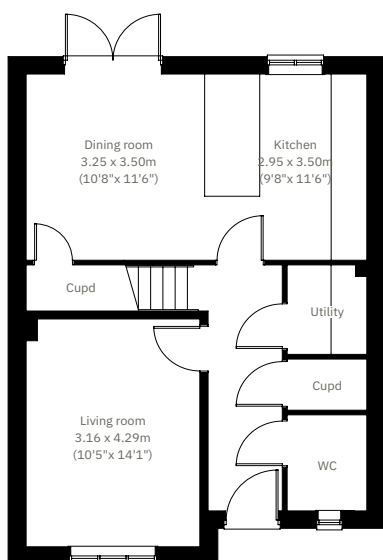 Dining room
3.25 x 3.50m
(10'8"x 11'6")
Kitchen
2.95 x 3.50m
(9'8"x 11'6")
Cupd
Utility
Cupd
Living room
3.16 x 4.29m
(10'5"x 14'1")
WC